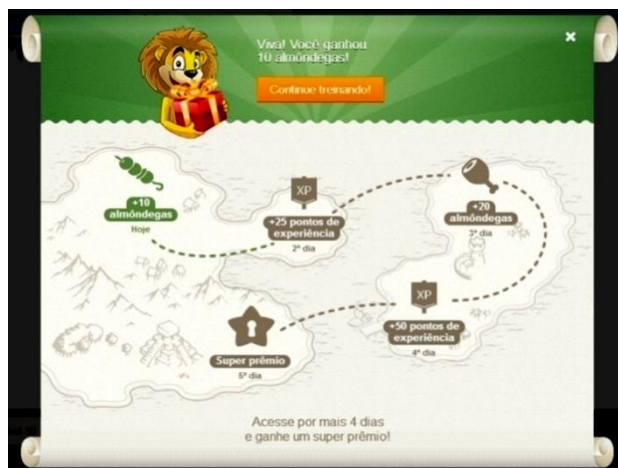 Viva! Você ganhou
10 almôndegas!
Continue treinando!
+10
almôndegas
Hoje
XP
+25 pontos de
experiência
2º dia
+20
almôndegas
3º dia
XP
+50 pontos de
experiência
4º dia
Super prêmio
5º dia
Acesse por mais 4 dias
e ganhe um super prêmio!